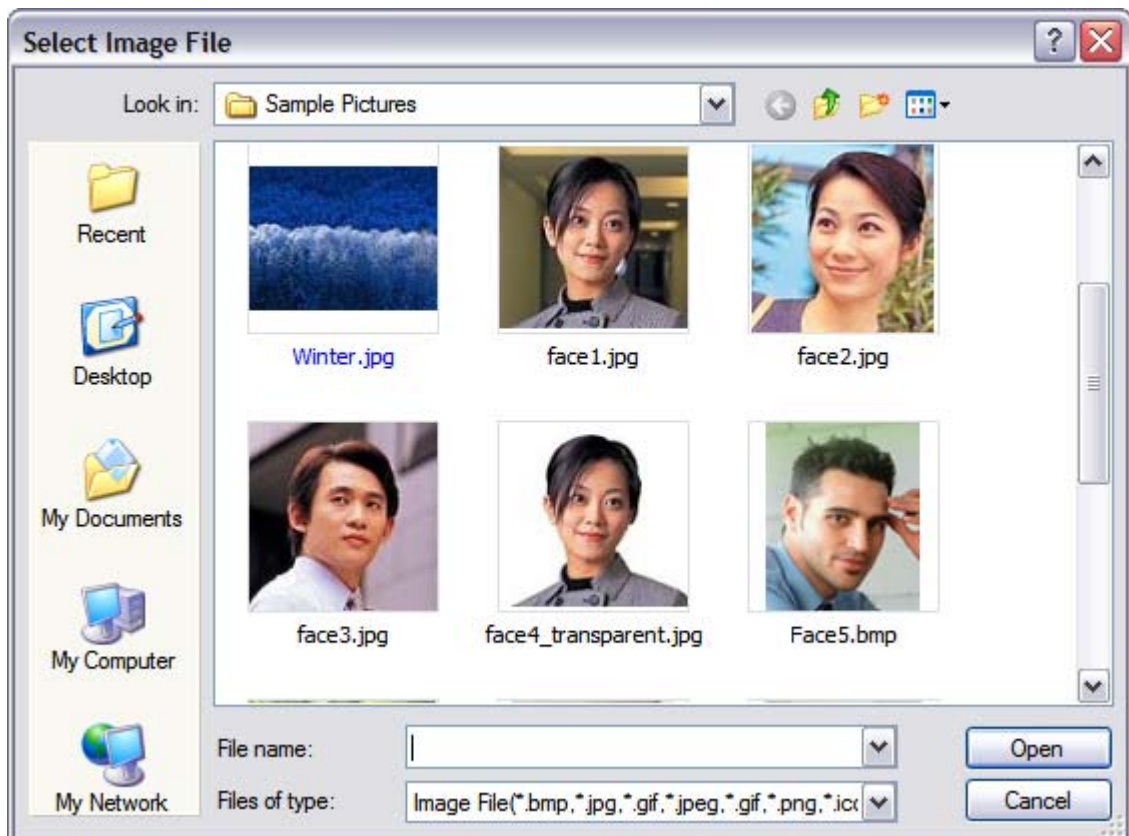 Select Image File
Look in:
Sample Pictures
Recent
Desktop
My Documents
My Computer
My Network
Winter.jpg
face1.jpg
face2.jpg
face3.jpg
face4_transparent.jpg
Face5.bmp
File name:
Open
Files of type:
Image File(*.bmp,*.jpg,*.gif,*.jpeg,*.gif,*.png,*.ico
Cancel